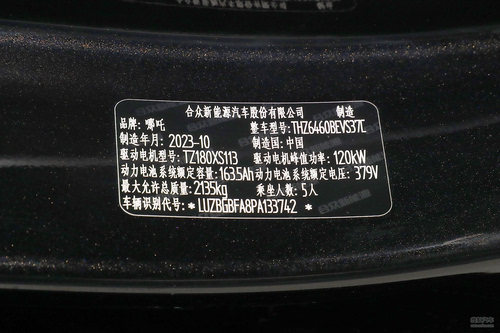 合众新能源汽车股份有限公司 制造
品牌: 哪吒 整车型号: THZ6460BEVS37C
制造年月: 2023-10 制造国: 中国
驱动电机型号: TZ180XS113 驱动电机峰值功率: 120kW
动力电池系统额定容量: 163.5Ah 动力电池系统额定电压: 379V
最大允许总质量: 2135kg 乘坐人数: 5人
车辆识别代号: * LUZBGBFA8PA133742 *